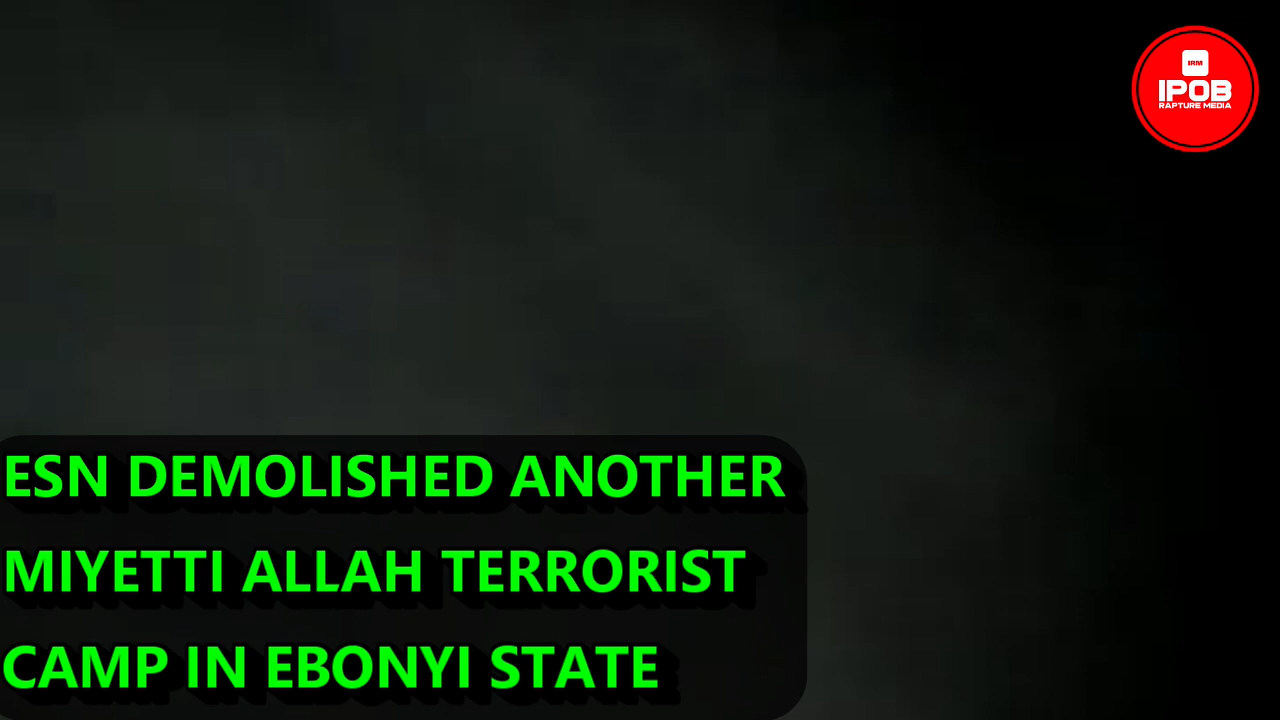 IRM
IPOB
RAPTURE MEDIA
ESN DEMOLISHED ANOTHER
MIYETTI ALLAH TERRORIST
CAMP IN EBONYI STATE